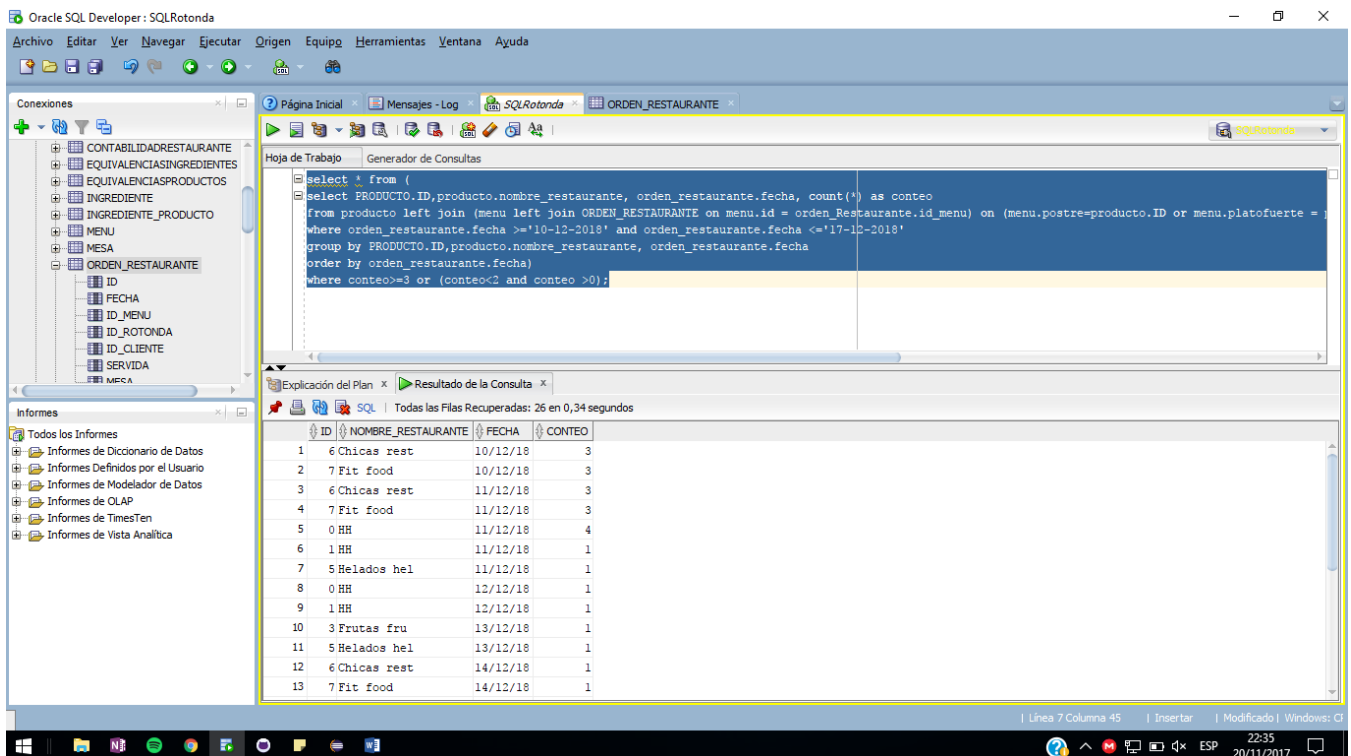 Oracle SQL Developer : SQLRotonda
Archivo Editar Ver Navegar Ejecutar Origen Equipo Herramientas Ventana Ayuda
Conexiones
CONTABILIDADRESTAURANTE
EQUIVALENCIASINGREDIENTES
EQUIVALENCIASPRODUCTOS
INGREDIENTE
INGREDIENTE_PRODUCTO
MENU
MESA
ORDEN_RESTAURANTE
ID
FECHA
ID_MENU
ID_ROTONDA
ID_CLIENTE
SERVIDA
MESA
Informes
Todos los Informes
Informes de Diccionario de Datos
Informes Definidos por el Usuario
Informes de Modelador de Datos
Informes de OLAP
Informes de TimesTen
Informes de Vista Analítica
Página Inicial Mensajes - Log SQLRotonda ORDEN_RESTAURANTE
SQLRotonda
Hoja de Trabajo Generador de Consultas
select * from (
select PRODUCTO.ID,producto.nombre_restaurante, orden_restaurante.fecha, count(*) as conteo
from producto left join (menu left join ORDEN_RESTAURANTE on menu.id = orden_Restaurante.id_menu) on (menu.postre=producto.ID or menu.platofuerte =
where orden_restaurante.fecha >='10-12-2018' and orden_restaurante.fecha <='17-12-2018'
group by PRODUCTO.ID,producto.nombre_restaurante, orden_restaurante.fecha
order by orden_restaurante.fecha)
where conteo>=3 or (conteo<2 and conteo >0);
Explicación del Plan x Resultado de la Consulta x
SQL | Todas las Filas Recuperadas: 26 en 0,34 segundos
ID NOMBRE_RESTAURANTE FECHA CONTEO
1 6 Chicas rest 10/12/18 3
2 7 Fit food 10/12/18 3
3 6 Chicas rest 11/12/18 3
4 7 Fit food 11/12/18 3
5 0 HH 11/12/18 4
6 1 HH 11/12/18 1
7 5 Helados hel 11/12/18 1
8 0 HH 12/12/18 1
9 1 HH 12/12/18 1
10 3 Frutas fru 13/12/18 1
11 5 Helados hel 13/12/18 1
12 6 Chicas rest 14/12/18 1
13 7 Fit food 14/12/18 1
| Línea 7 Columna 45 | Insertar | Modificado | Windows: CF
ESP 22:35
20/11/2017